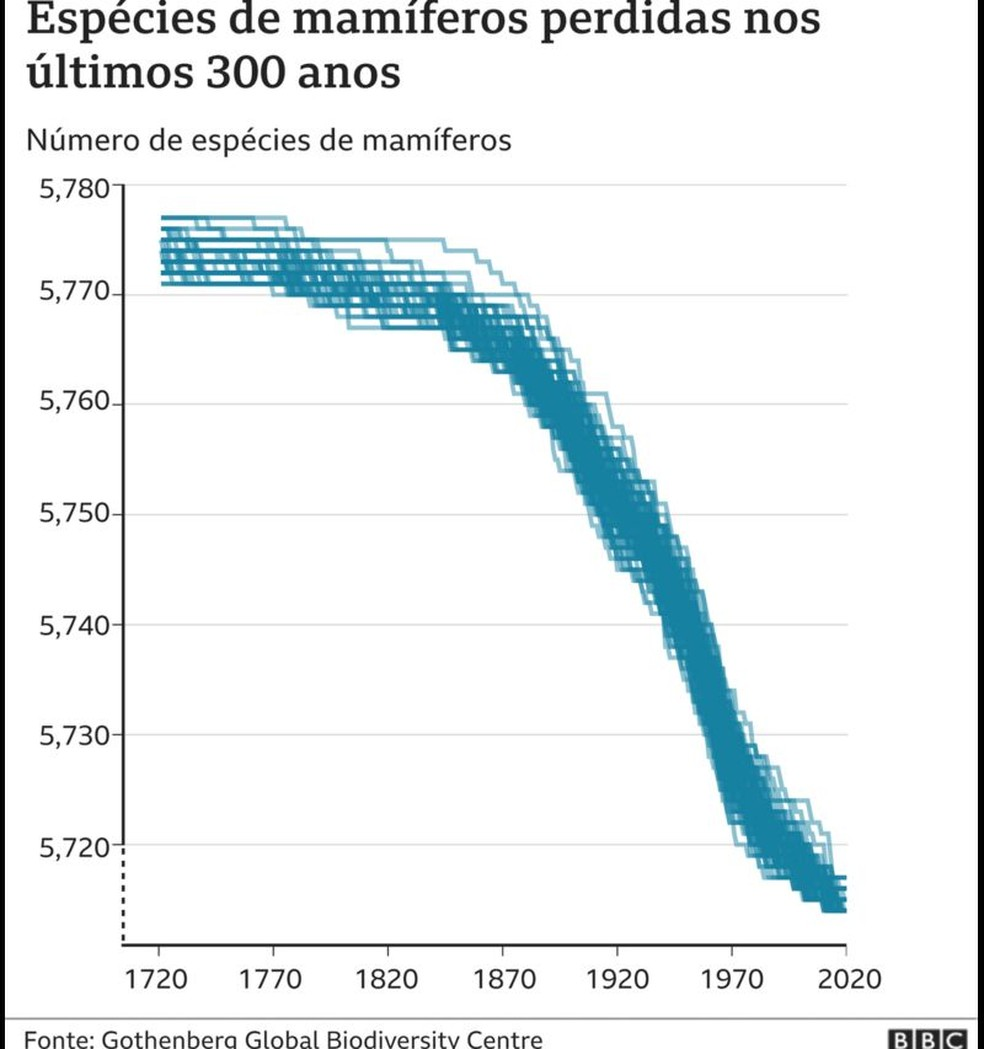 Espécies de mamíferos perdidas nos
últimos 300 anos
Número de espécies de mamíferos
5,780
5,770
5,760
5,750
5,740
5,730
5,720
1720 1770 1820 1870 1920 1970 2020
Fonte: Gothenberg Global Biodiversity Centre
BBC